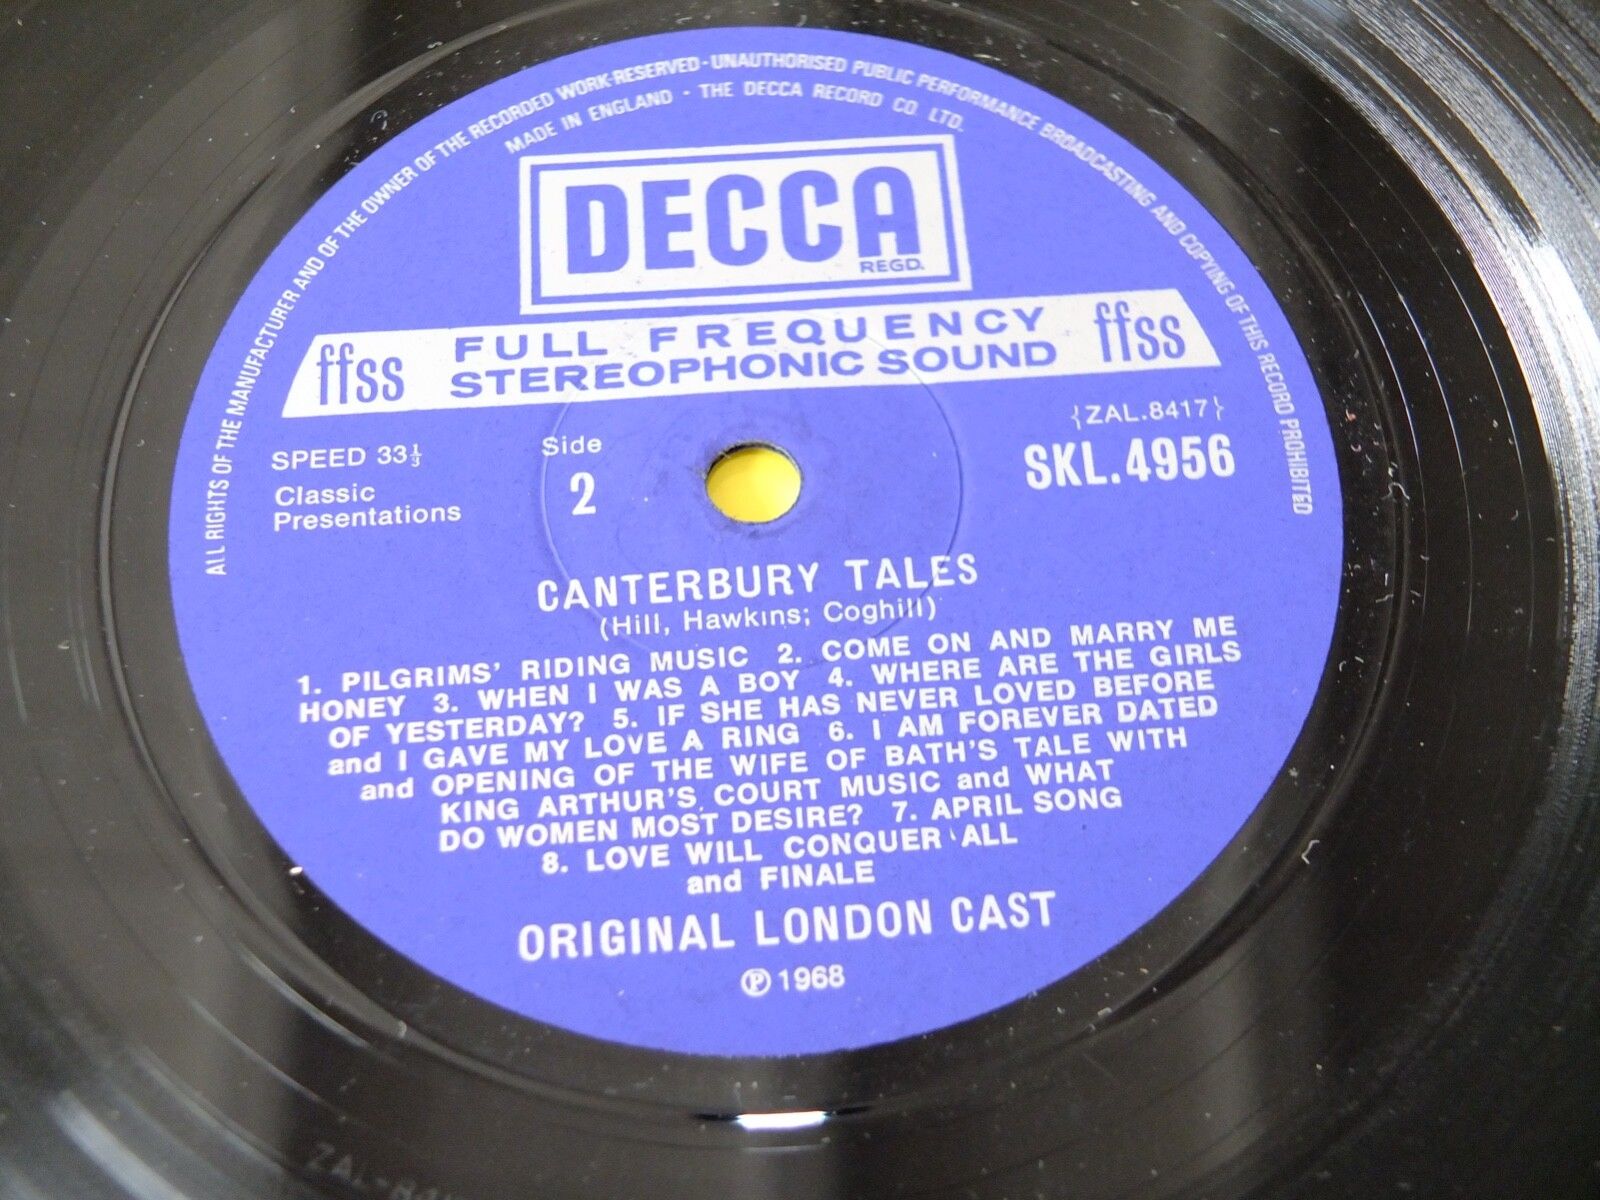 ALL RIGHTS OF THE MANUFACTURER AND OF THE OWNER OF THE RECORDED WORK RESERVED - UNAUTHORISED PUBLIC PERFORMANCE BROADCASTING AND COPYING OF THIS RECORD PROHIBITED
MADE IN ENGLAND · THE DECCA RECORD CO. LTD.
DECCA
REGD.
ffss FULL FREQUENCY ffss
STEREOPHONIC SOUND
{ZAL.8417}
SPEED 33⅓ Side SKL.4956
Classic 2
Presentations
CANTERBURY TALES
(Hill, Hawkins; Coghill)
1. PILGRIMS' RIDING MUSIC 2. COME ON AND MARRY ME
HONEY 3. WHEN I WAS A BOY 4. WHERE ARE THE GIRLS
OF YESTERDAY? 5. IF SHE HAS NEVER LOVED BEFORE
and I GAVE MY LOVE A RING 6. I AM FOREVER DATED
and OPENING OF THE WIFE OF BATH'S TALE WITH
KING ARTHUR'S COURT MUSIC and WHAT
DO WOMEN MOST DESIRE? 7. APRIL SONG
8. LOVE WILL CONQUER ALL
and FINALE
ORIGINAL LONDON CAST
Ⓟ 1968